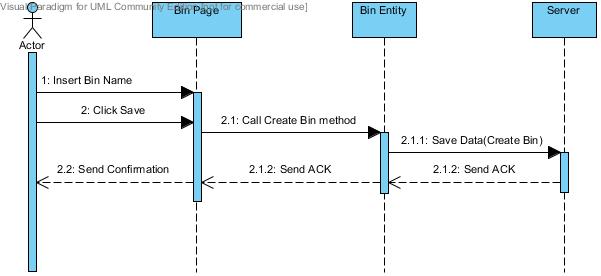 Visual Paradigm for UML Community Edition [not for commercial use]
Bin Page
Bin Entity
Server
Actor
1: Insert Bin Name
2: Click Save
2.1: Call Create Bin method
2.1.1: Save Data(Create Bin)
2.2: Send Confirmation
2.1.2: Send ACK
2.1.2: Send ACK